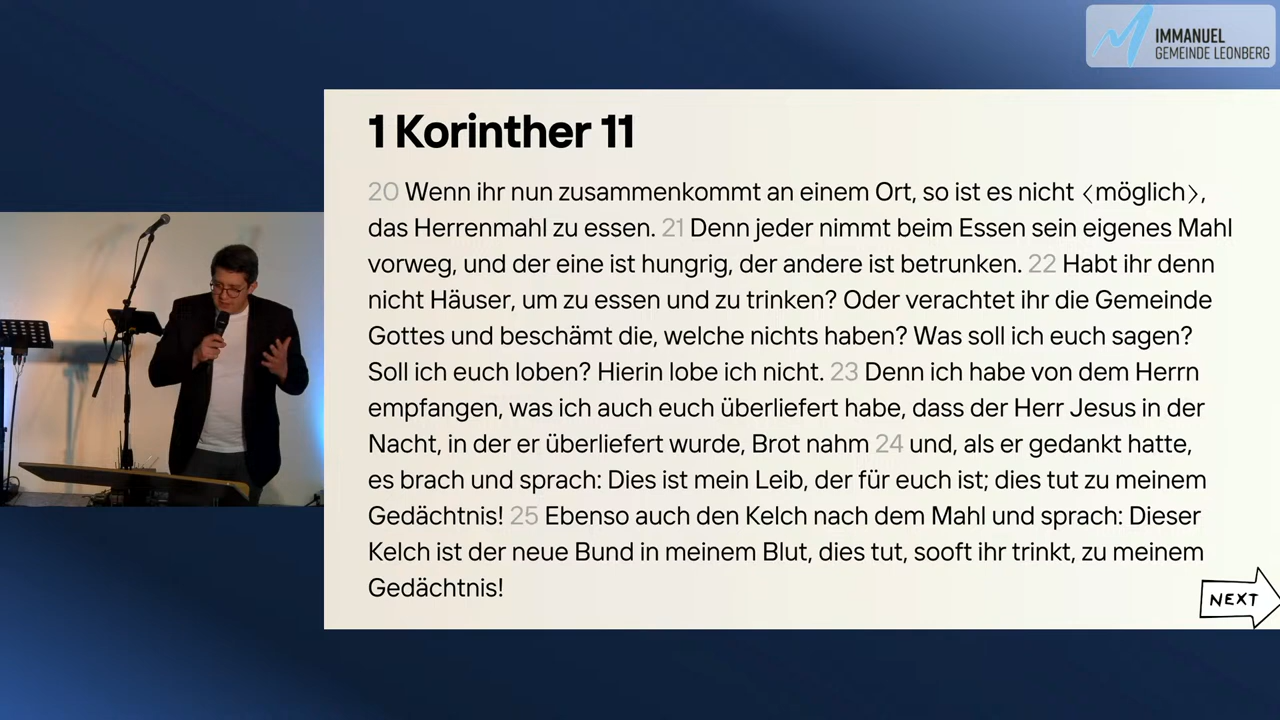 IMMANUEL
GEMEINDE LEONBERG
1 Korinther 11
20 Wenn ihr nun zusammenkommt an einem Ort, so ist es nicht ‹möglich›,
das Herrenmahl zu essen. 21 Denn jeder nimmt beim Essen sein eigenes Mahl
vorweg, und der eine ist hungrig, der andere ist betrunken. 22 Habt ihr denn
nicht Häuser, um zu essen und zu trinken? Oder verachtet ihr die Gemeinde
Gottes und beschämt die, welche nichts haben? Was soll ich euch sagen?
Soll ich euch loben? Hierin lobe ich nicht. 23 Denn ich habe von dem Herrn
empfangen, was ich auch euch überliefert habe, dass der Herr Jesus in der
Nacht, in der er überliefert wurde, Brot nahm 24 und, als er gedankt hatte,
es brach und sprach: Dies ist mein Leib, der für euch ist; dies tut zu meinem
Gedächtnis! 25 Ebenso auch den Kelch nach dem Mahl und sprach: Dieser
Kelch ist der neue Bund in meinem Blut, dies tut, sooft ihr trinkt, zu meinem
Gedächtnis!
NEXT